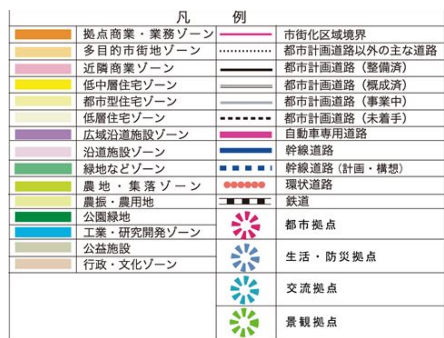 凡例
拠点商業・業務ゾーン
多目的市街地ゾーン
近隣商業ゾーン
低中層住宅ゾーン
都市型住宅ゾーン
低層住宅ゾーン
広域沿道施設ゾーン
沿道施設ゾーン
緑地などゾーン
農地・集落ゾーン
農振・農用地
公園緑地
工業・研究開発ゾーン
公益施設
行政・文化ゾーン
市街化区域境界
都市計画道路以外の主な道路
都市計画道路（整備済）
都市計画道路（概成済）
都市計画道路（事業中）
都市計画道路（未着手）
自動車専用道路
幹線道路
幹線道路（計画・構想）
環状道路
鉄道
都市拠点
生活・防災拠点
交流拠点
景観拠点